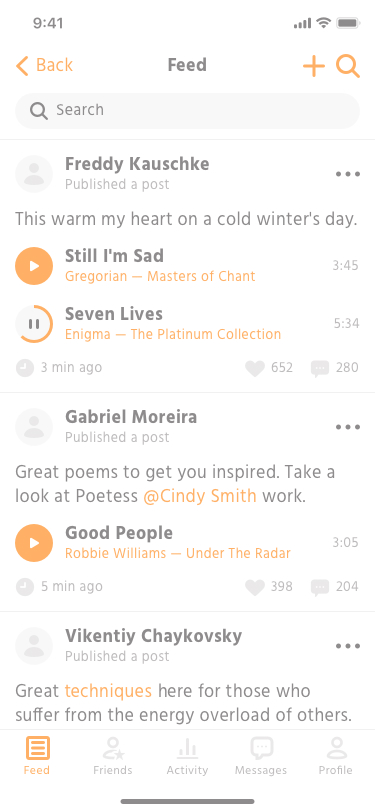 9:41
Back
Feed
Search
Freddy Kauschke
Published a post
This warm my heart on a cold winter's day.
Still I'm Sad
Gregorian — Masters of Chant
3:45
Seven Lives
Enigma — The Platinum Collection
5:34
3 min ago
652
280
Gabriel Moreira
Published a post
Great poems to get you inspired. Take a
look at Poetess @Cindy Smith work.
Good People
Robbie Williams — Under The Radar
3:05
5 min ago
398
204
Vikentiy Chaykovsky
Published a post
Great techniques here for those who
suffer from the energy overload of others.
Feed
Friends
Activity
Messages
Profile